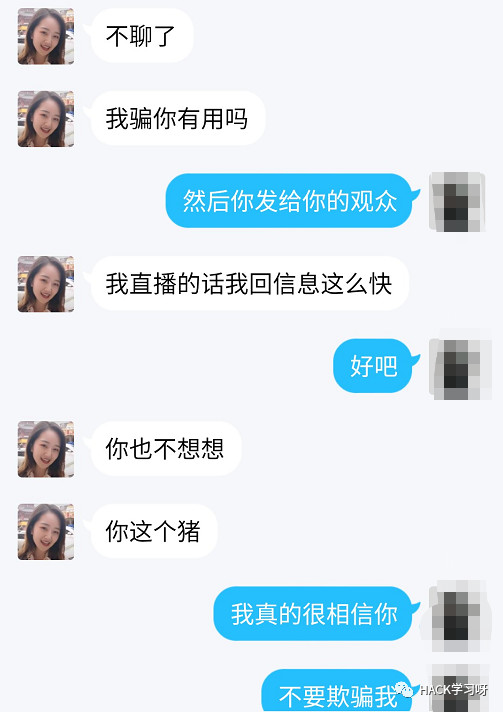 不聊了
我骗你有用吗
然后你发给你的观众
我直播的话我回信息这么快
好吧
你也不想想
你这个猪
我真的很相信你
不要欺骗我
HACK学习呀